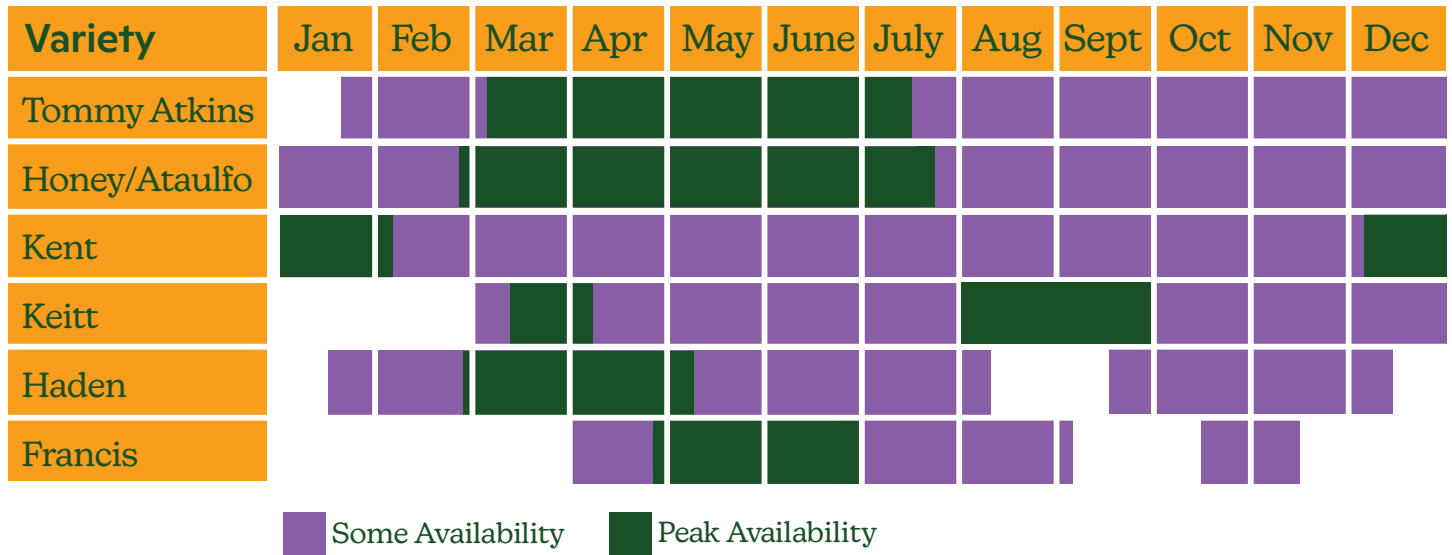 Variety Jan Feb Mar Apr May June July Aug Sept Oct Nov Dec
Tommy Atkins
Honey/Ataulfo
Kent
Keitt
Haden
Francis
Some Availability Peak Availability